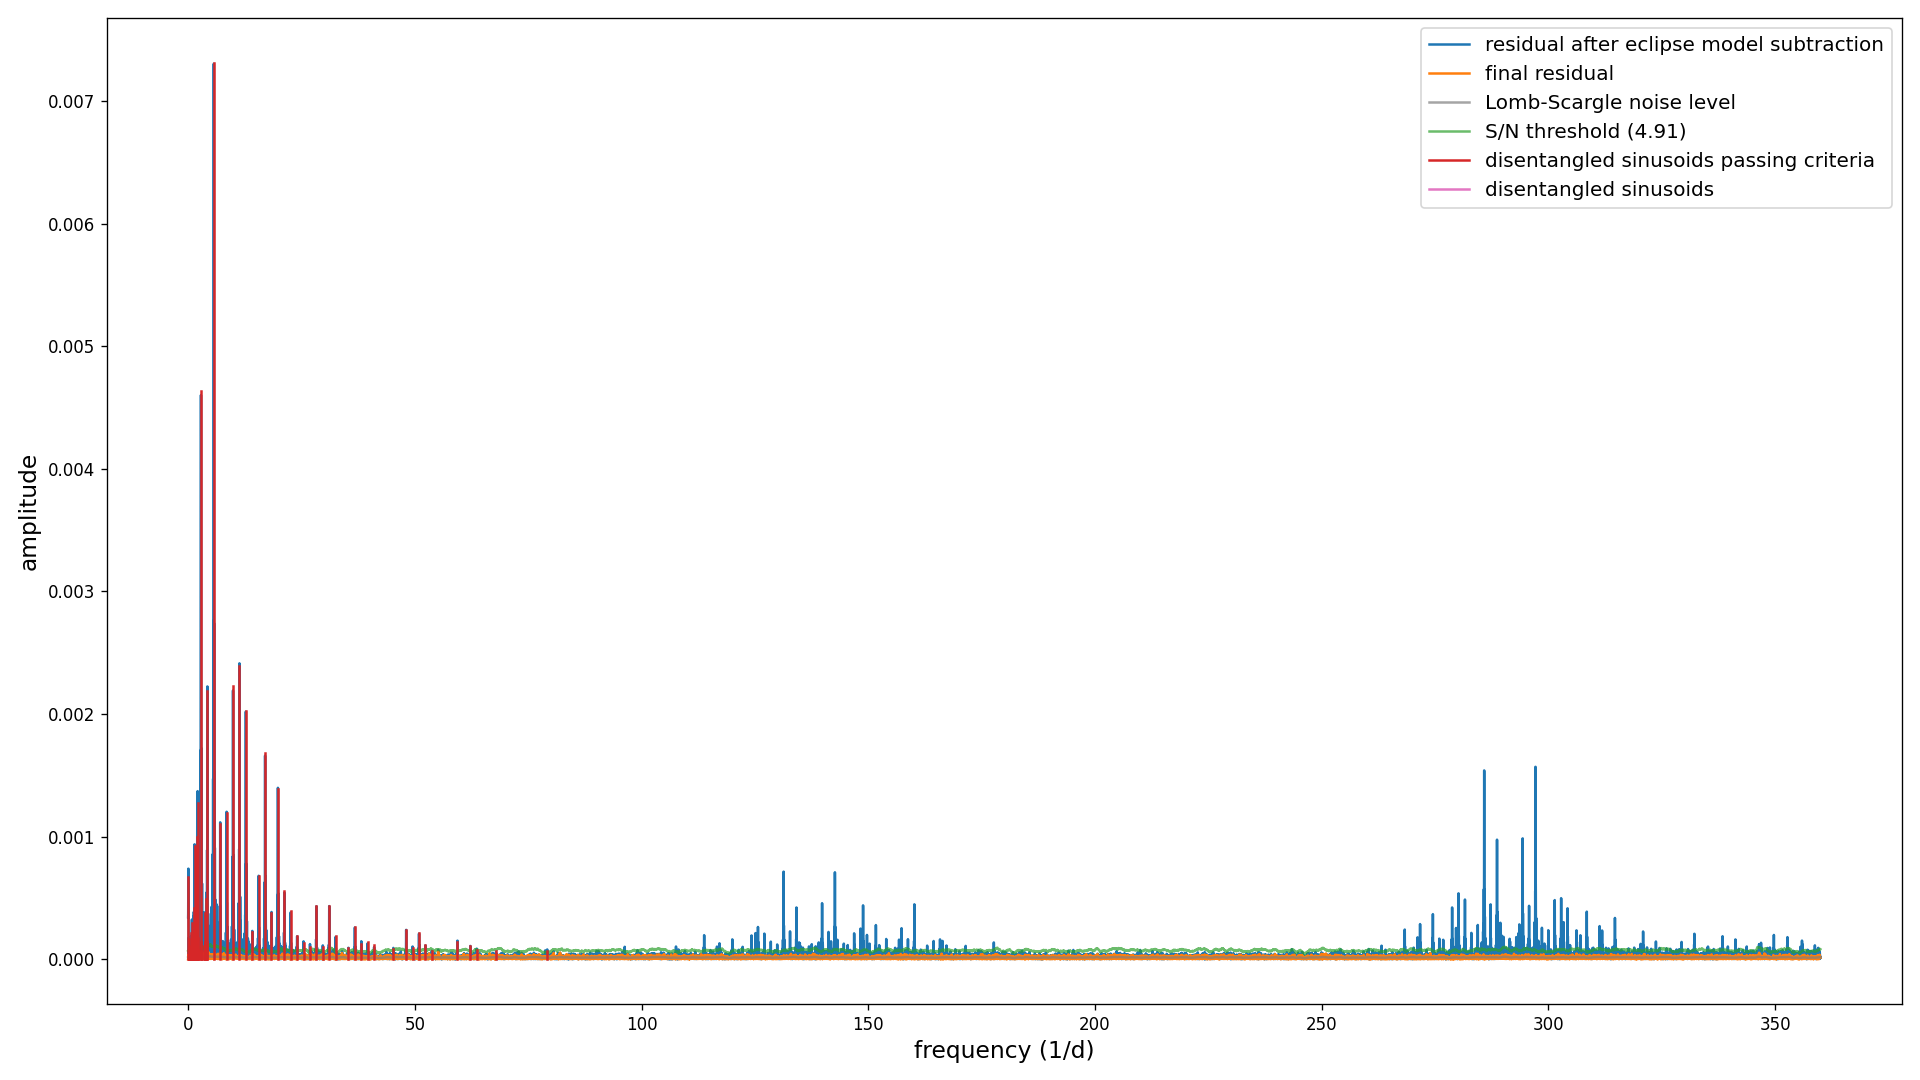 residual after eclipse model subtraction
final residual
Lomb-Scargle noise level
S/N threshold (4.91)
disentangled sinusoids passing criteria
disentangled sinusoids
0.007
0.006
0.005
0.004
0.003
0.002
0.001
0.000
amplitude
0 50 100 150 200 250 300 350
frequency (1/d)